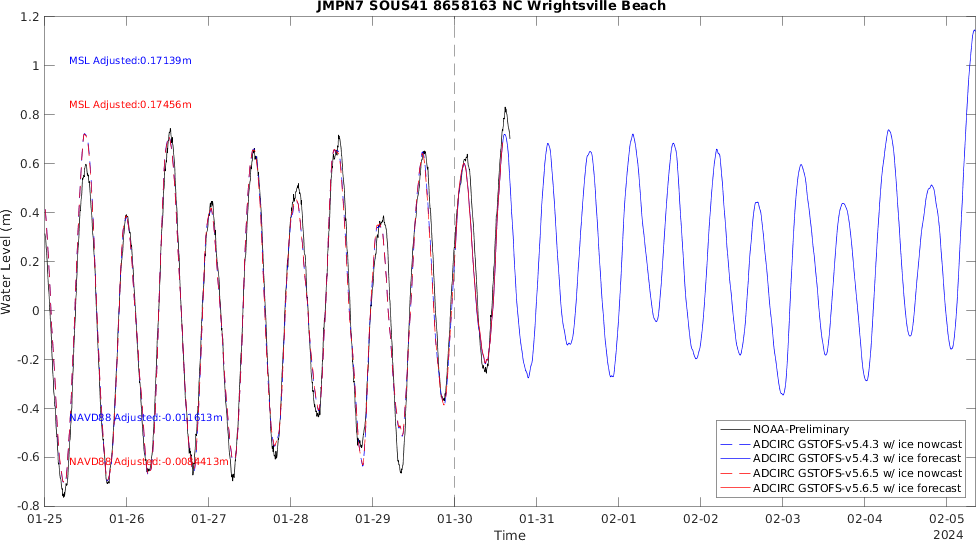 JMPN7 SOUS41 8658163 NC Wrightsville Beach
1.2
1
0.8
0.6
0.4
0.2
0
-0.2
-0.4
-0.6
-0.8
Water Level (m)
MSL Adjusted:0.17139m
MSL Adjusted:0.17456m
NAVD88 Adjusted:-0.011613m
NAVD88 Adjusted:-0.0084413m
NOAA-Preliminary
ADCIRC GSTOFS-v5.4.3 w/ ice nowcast
ADCIRC GSTOFS-v5.4.3 w/ ice forecast
ADCIRC GSTOFS-v5.6.5 w/ ice nowcast
ADCIRC GSTOFS-v5.6.5 w/ ice forecast
01-25 01-26 01-27 01-28 01-29 01-30 01-31 02-01 02-02 02-03 02-04 02-05
Time
2024